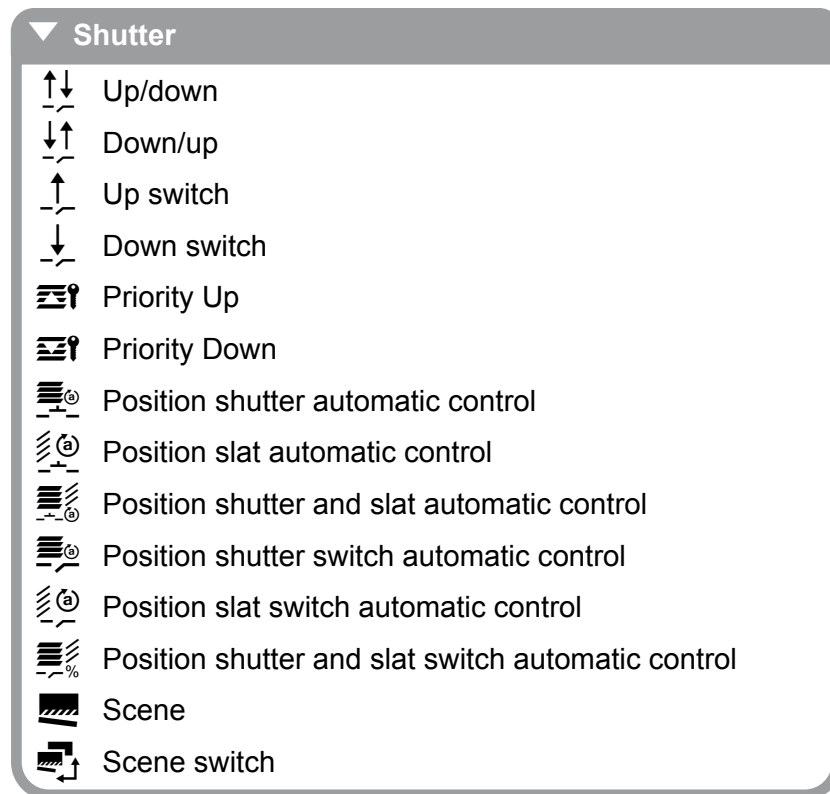 Shutter
Up/down
Down/up
Up switch
Down switch
Priority Up
Priority Down
Position shutter automatic control
Position slat automatic control
Position shutter and slat automatic control
Position shutter switch automatic control
Position slat switch automatic control
Position shutter and slat switch automatic control
Scene
Scene switch